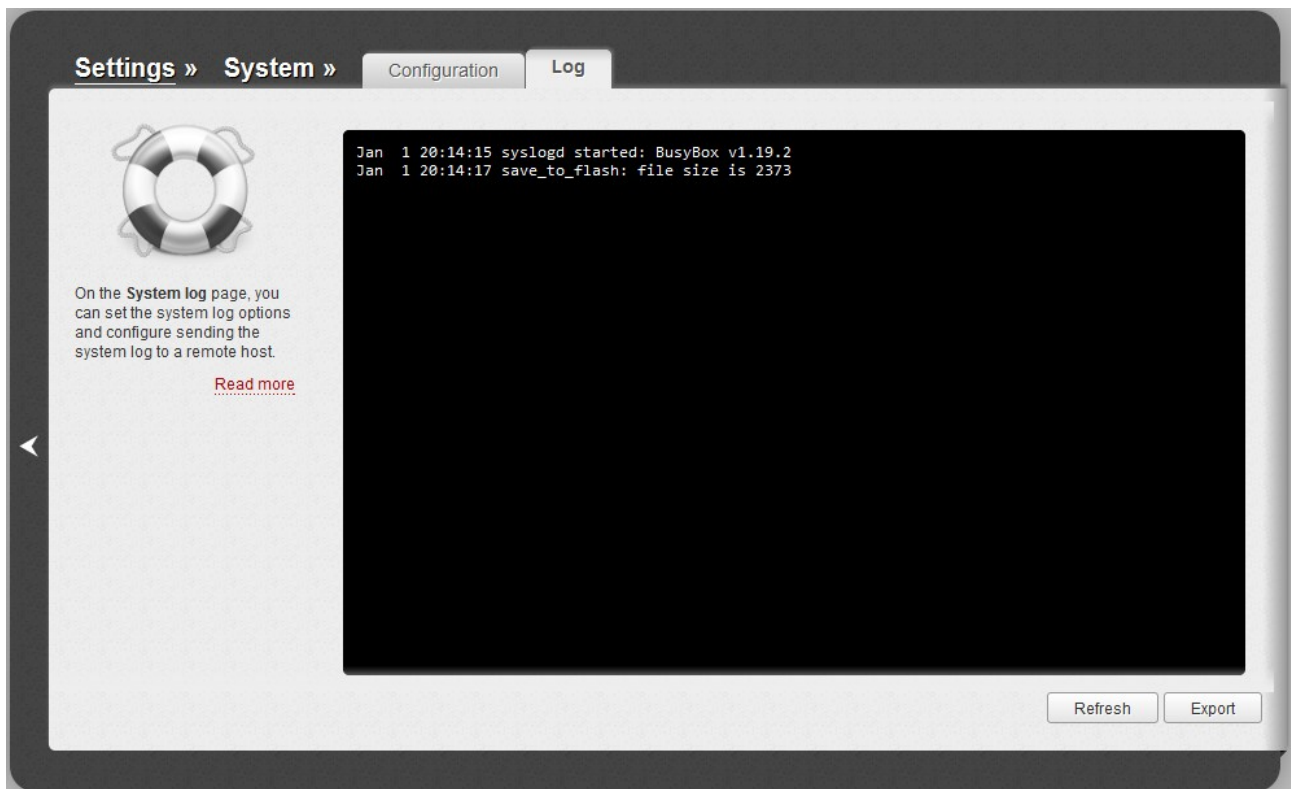 Settings » System » Configuration Log
Jan  1 20:14:15 syslogd started: BusyBox v1.19.2
Jan  1 20:14:17 save_to_flash: file size is 2373
On the System log page, you
can set the system log options
and configure sending the
system log to a remote host.
Read more
Refresh Export